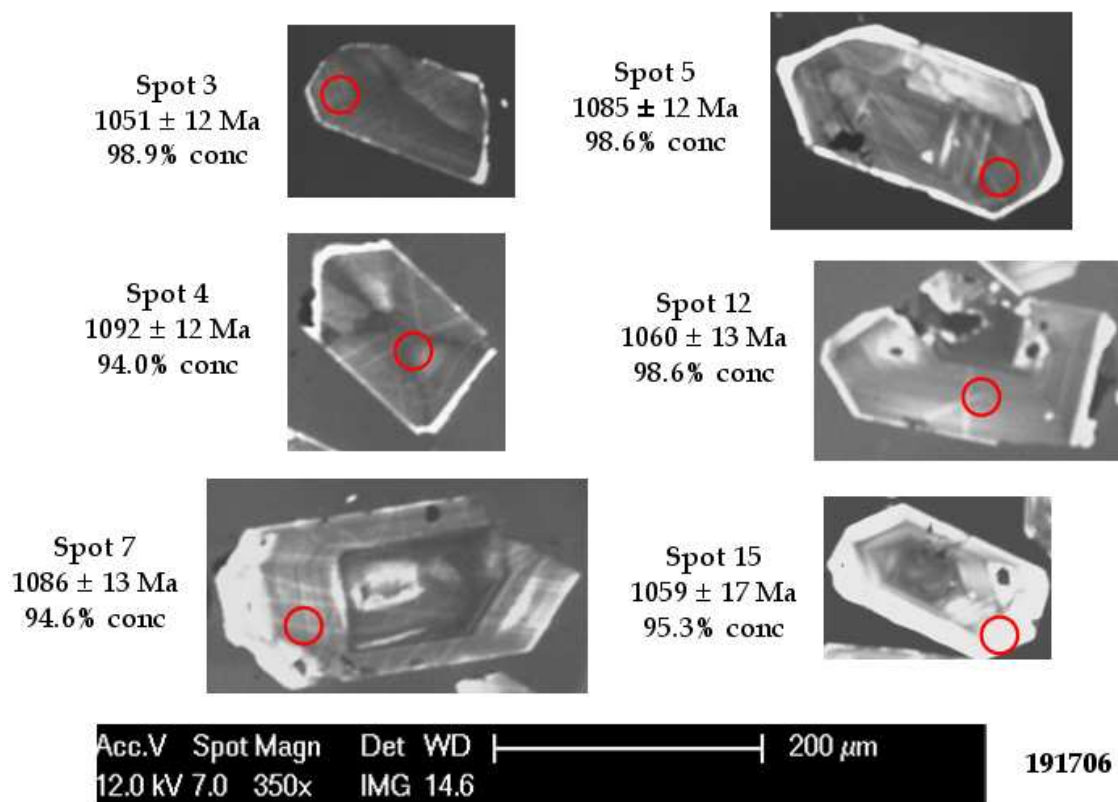 Spot 3
1051 ± 12 Ma
98.9% conc
Spot 5
1085 ± 12 Ma
98.6% conc
Spot 4
1092 ± 12 Ma
94.0% conc
Spot 12
1060 ± 13 Ma
98.6% conc
Spot 7
1086 ± 13 Ma
94.6% conc
Spot 15
1059 ± 17 Ma
95.3% conc
Acc.V Spot Magn Det WD 200 µm
12.0 kV 7.0 350x IMG 14.6
191706